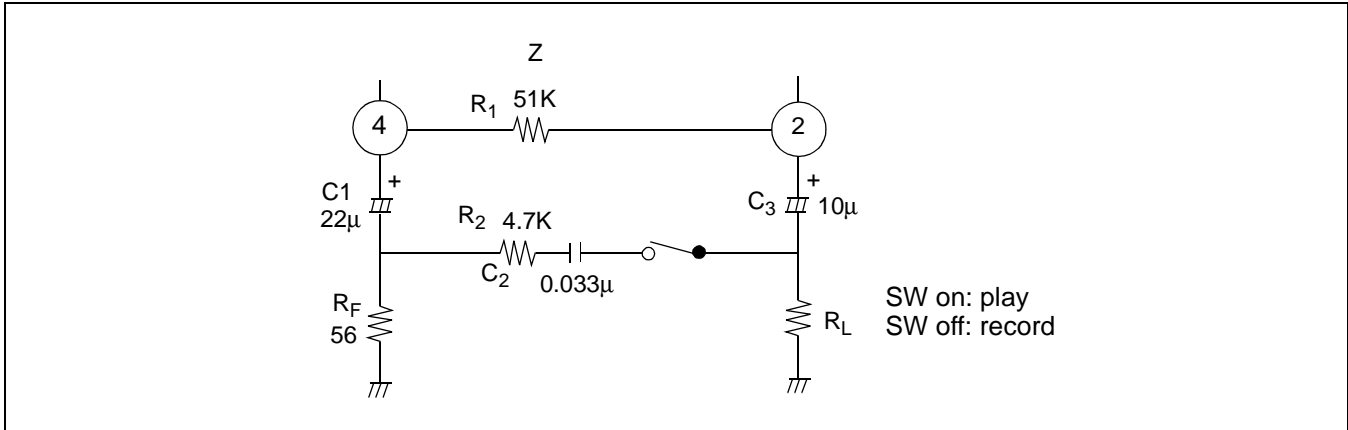 Z
R1 51K
4
2
C1 +
22μ
C3 +
10μ
R2 4.7K
C2 0.033μ
RF
56
RL
SW on: play
SW off: record